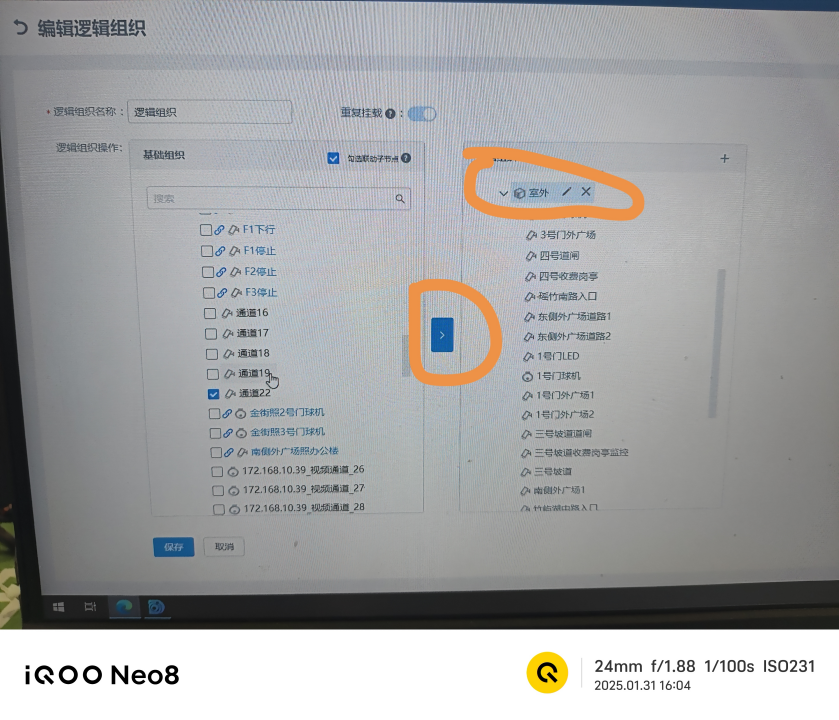 编辑逻辑组织
* 逻辑组织名称： 逻辑组织 重复挂载 ? :
逻辑组织操作: 基础组织 勾选联动子节点 ? +
搜索
室外
F1下行
F1停止
F2停止
F3停止
通道16
通道17
通道18
通道19
通道22
金街照2号门球机
金街照3号门球机
南侧外广场照办公楼
172.168.10.39_视频通道_26
172.168.10.39_视频通道_27
172.168.10.39_视频通道_28
3号门外广场
四号道闸
四号收费岗亭
瑶竹南路入口
东侧外广场道路1
东侧外广场道路2
1号门LED
1号门球机
1号门外广场1
1号门外广场2
三号坡道道闸
三号坡道收费岗亭监控
三号坡道
南侧外广场1
保存 取消
iQOO Neo8
24mm f/1.88 1/100s ISO231
2025.01.31 16:04